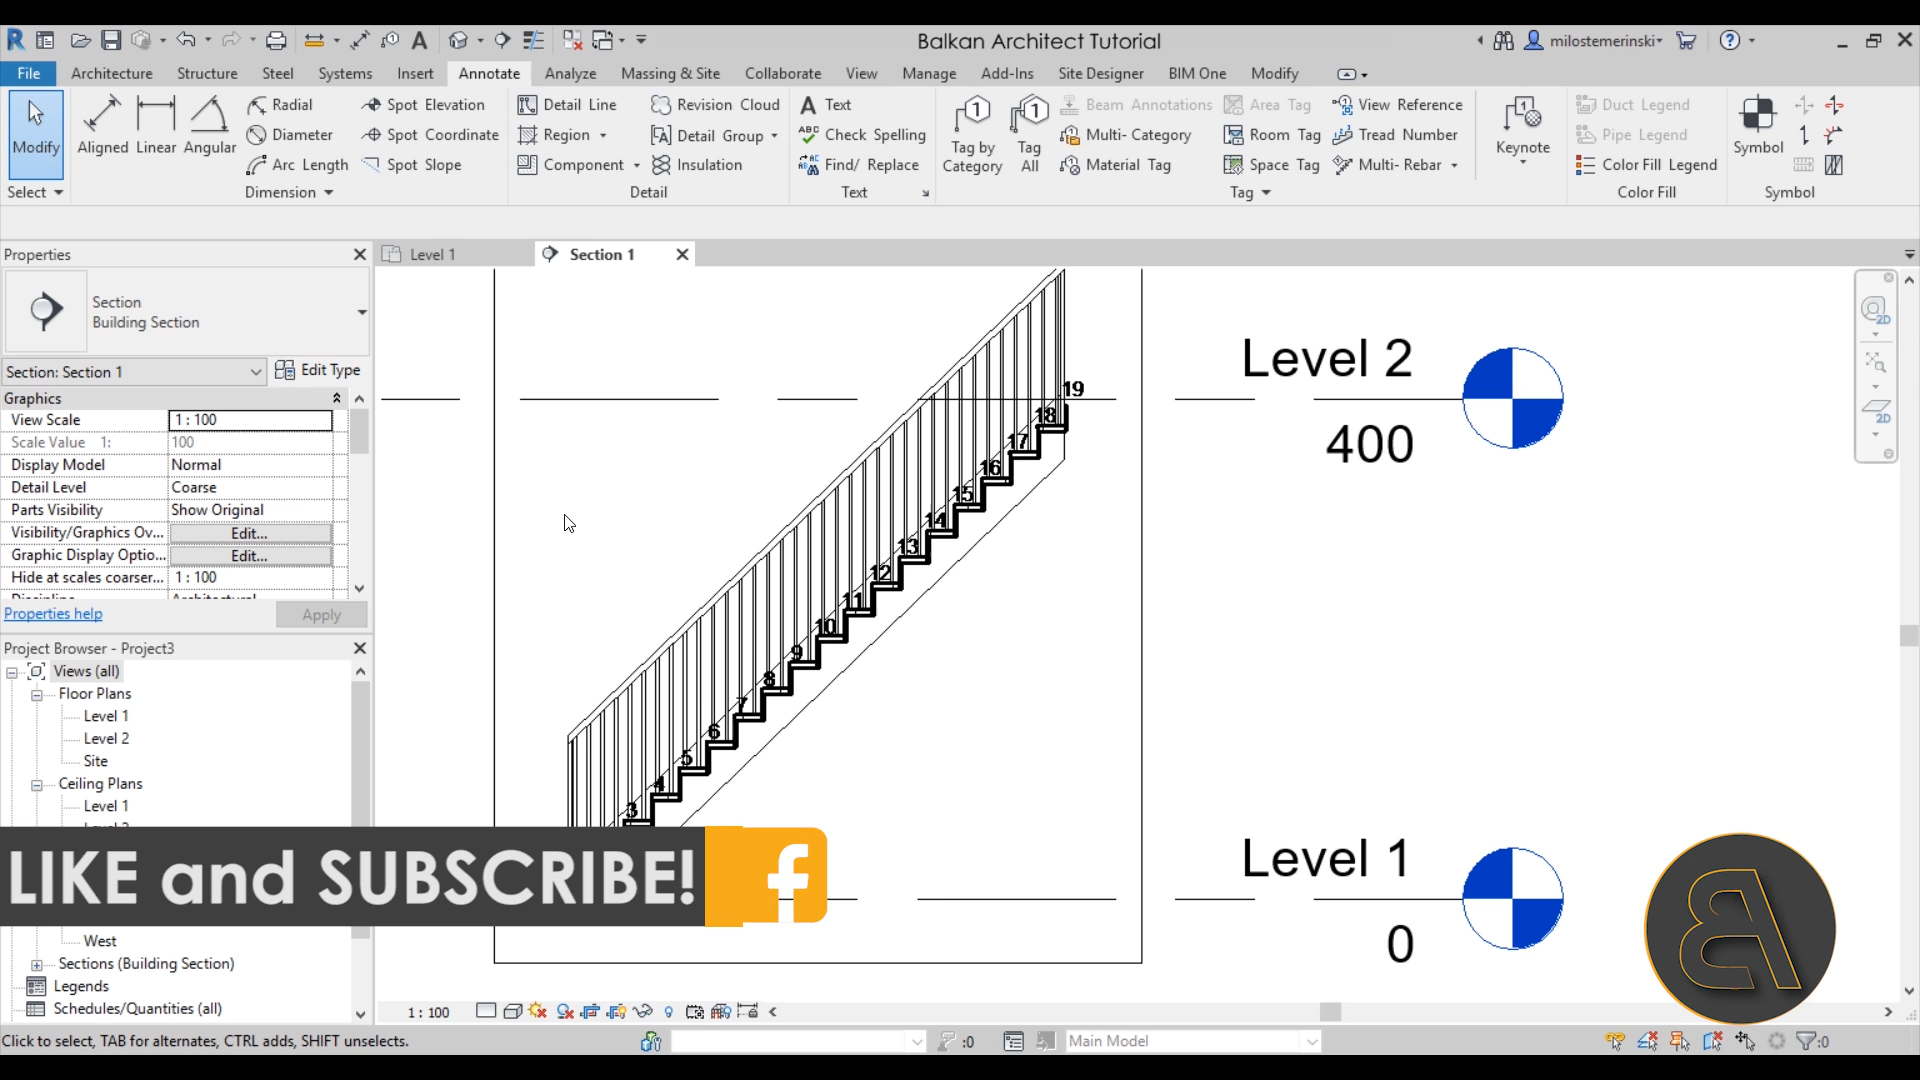 Balkan Architect Tutorial
milostemerinski
File Architecture Structure Steel Systems Insert Annotate Analyze Massing & Site Collaborate View Manage Add-Ins Site Designer BIM One Modify
Modify
Select
Aligned Linear Angular
Radial
Diameter
Arc Length
Spot Elevation
Spot Coordinate
Spot Slope
Dimension
Detail Line
Region
Component
Revision Cloud
Detail Group
Insulation
Detail
Text
Check Spelling
Find/ Replace
Text
Tag by
Category
Tag
All
Beam Annotations
Multi- Category
Material Tag
Area Tag
Room Tag
Space Tag
View Reference
Tread Number
Multi- Rebar
Tag
Keynote
Duct Legend
Pipe Legend
Color Fill Legend
Color Fill
Symbol
Symbol
Properties
Level 1
Section 1
Section
Building Section
Section: Section 1
Edit Type
Graphics
View Scale 1 : 100
Scale Value 1: 100
Display Model Normal
Detail Level Coarse
Parts Visibility Show Original
Visibility/Graphics Ov... Edit...
Graphic Display Optio... Edit...
Hide at scales coarser... 1 : 100
Properties help
Apply
Project Browser - Project3
Views (all)
Floor Plans
Level 1
Level 2
Site
Ceiling Plans
Level 1
West
Sections (Building Section)
Legends
Schedules/Quantities (all)
19
18
17
16
15
14
13
12
11
10
9
8
7
6
5
4
3
Level 2
400
Level 1
0
LIKE and SUBSCRIBE!
1 : 100
Click to select, TAB for alternates, CTRL adds, SHIFT unselects.
:0
Main Model
:0